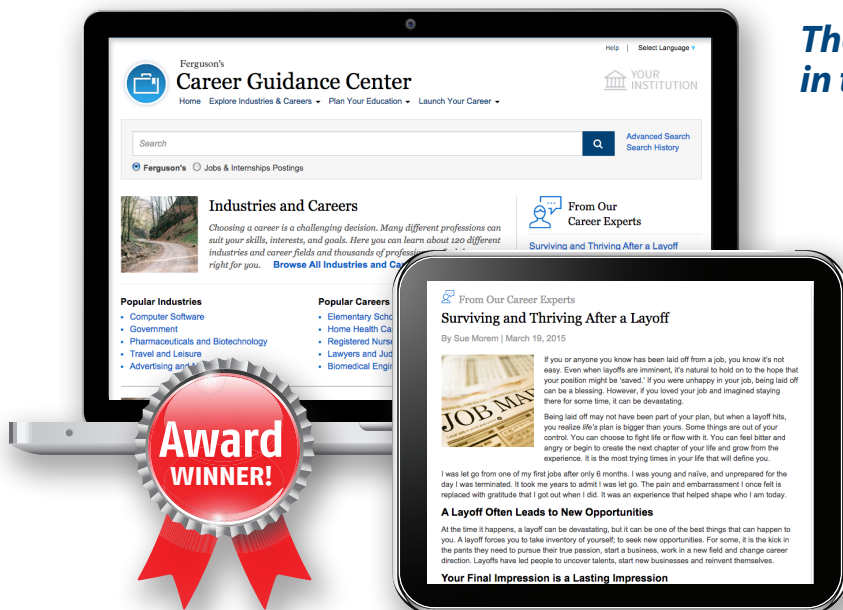 The
in t
Help | Select Language
Ferguson's
Career Guidance Center
Home Explore Industries & Careers Plan Your Education Launch Your Career
YOUR
INSTITUTION
Search
Advanced Search
Search History
Ferguson's Jobs & Internships Postings
Industries and Careers
Choosing a career is a challenging decision. Many different professions can
suit your skills, interests, and goals. Here you can learn about 120 different
industries and career fields and thousands of
right for you. Browse All Industries and
From Our
Career Experts
Surviving and Thriving After a Layoff
Popular Industries
• Computer Software
• Government
• Pharmaceuticals and Biotechnology
• Travel and Leisure
• Advertising and
Popular Careers
• Elementary
• Home Health
• Registered
• Lawyers and
• Biomedical
Award
WINNER!
From Our Career Experts
Surviving and Thriving After a Layoff
By Sue Morem | March 19, 2015
JOB
If you or anyone you know has been laid off from a job, you know it's not
easy. Even when layoffs are imminent, it's natural to hold on to the hope that
your position might be 'saved.' If you were unhappy in your job, being laid off
can be a blessing. However, if you loved your job and imagined staying
there for some time, it can be devastating.
Being laid off may not have been part of your plan, but when a layoff hits,
you realize life's plan is bigger than yours. Some things are out of your
control. You can choose to fight life or flow with it. You can feel bitter and
angry or begin to create the next chapter of your life and grow from the
experience. It is the most trying times in your life that will define you.
I was let go from one of my first jobs after only 6 months. I was young and naïve, and unprepared for the
day I was terminated. It took me years to admit I was let go. The pain and embarrassment I once felt is
replaced with gratitude that I got out when I did. It was an experience that helped shape who I am today.
A Layoff Often Leads to New Opportunities
At the time it happens, a layoff can be devastating, but it can be one of the best things that can happen to
you. A layoff forces you to take inventory of yourself; to seek new opportunities. For some, it is the kick in
the pants they need to pursue their true passion, start a business, work in a new field and change career
direction. Layoffs have led people to uncover talents, start new businesses and reinvent themselves.
Your Final Impression is a Lasting Impression